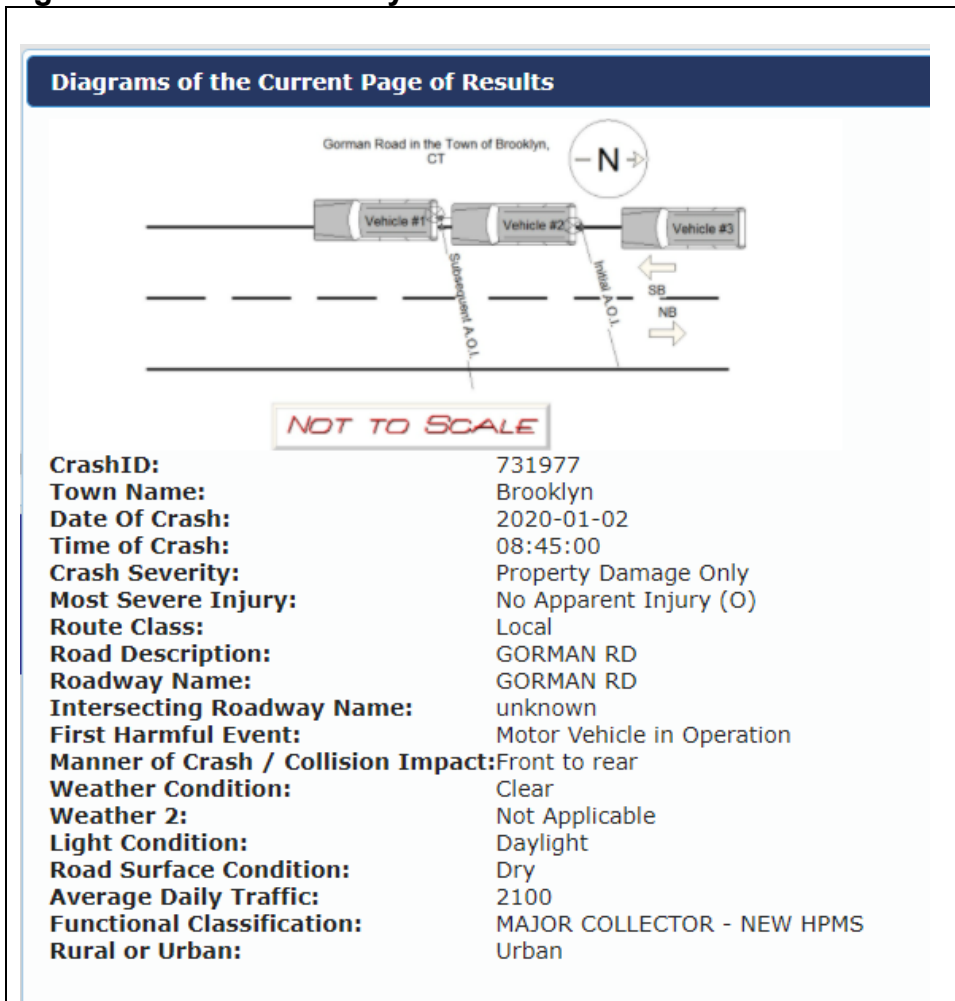 Diagrams of the Current Page of Results
Gorman Road in the Town of Brooklyn,
CT
N
Vehicle #1
Vehicle #2
Vehicle #3
Subsequent A.O.I.
Initial A.O.I.
SB
NB
NOT TO SCALE
CrashID: 731977
Town Name: Brooklyn
Date Of Crash: 2020-01-02
Time of Crash: 08:45:00
Crash Severity: Property Damage Only
Most Severe Injury: No Apparent Injury (O)
Route Class: Local
Road Description: GORMAN RD
Roadway Name: GORMAN RD
Intersecting Roadway Name: unknown
First Harmful Event: Motor Vehicle in Operation
Manner of Crash / Collision Impact:Front to rear
Weather Condition: Clear
Weather 2: Not Applicable
Light Condition: Daylight
Road Surface Condition: Dry
Average Daily Traffic: 2100
Functional Classification: MAJOR COLLECTOR - NEW HPMS
Rural or Urban: Urban